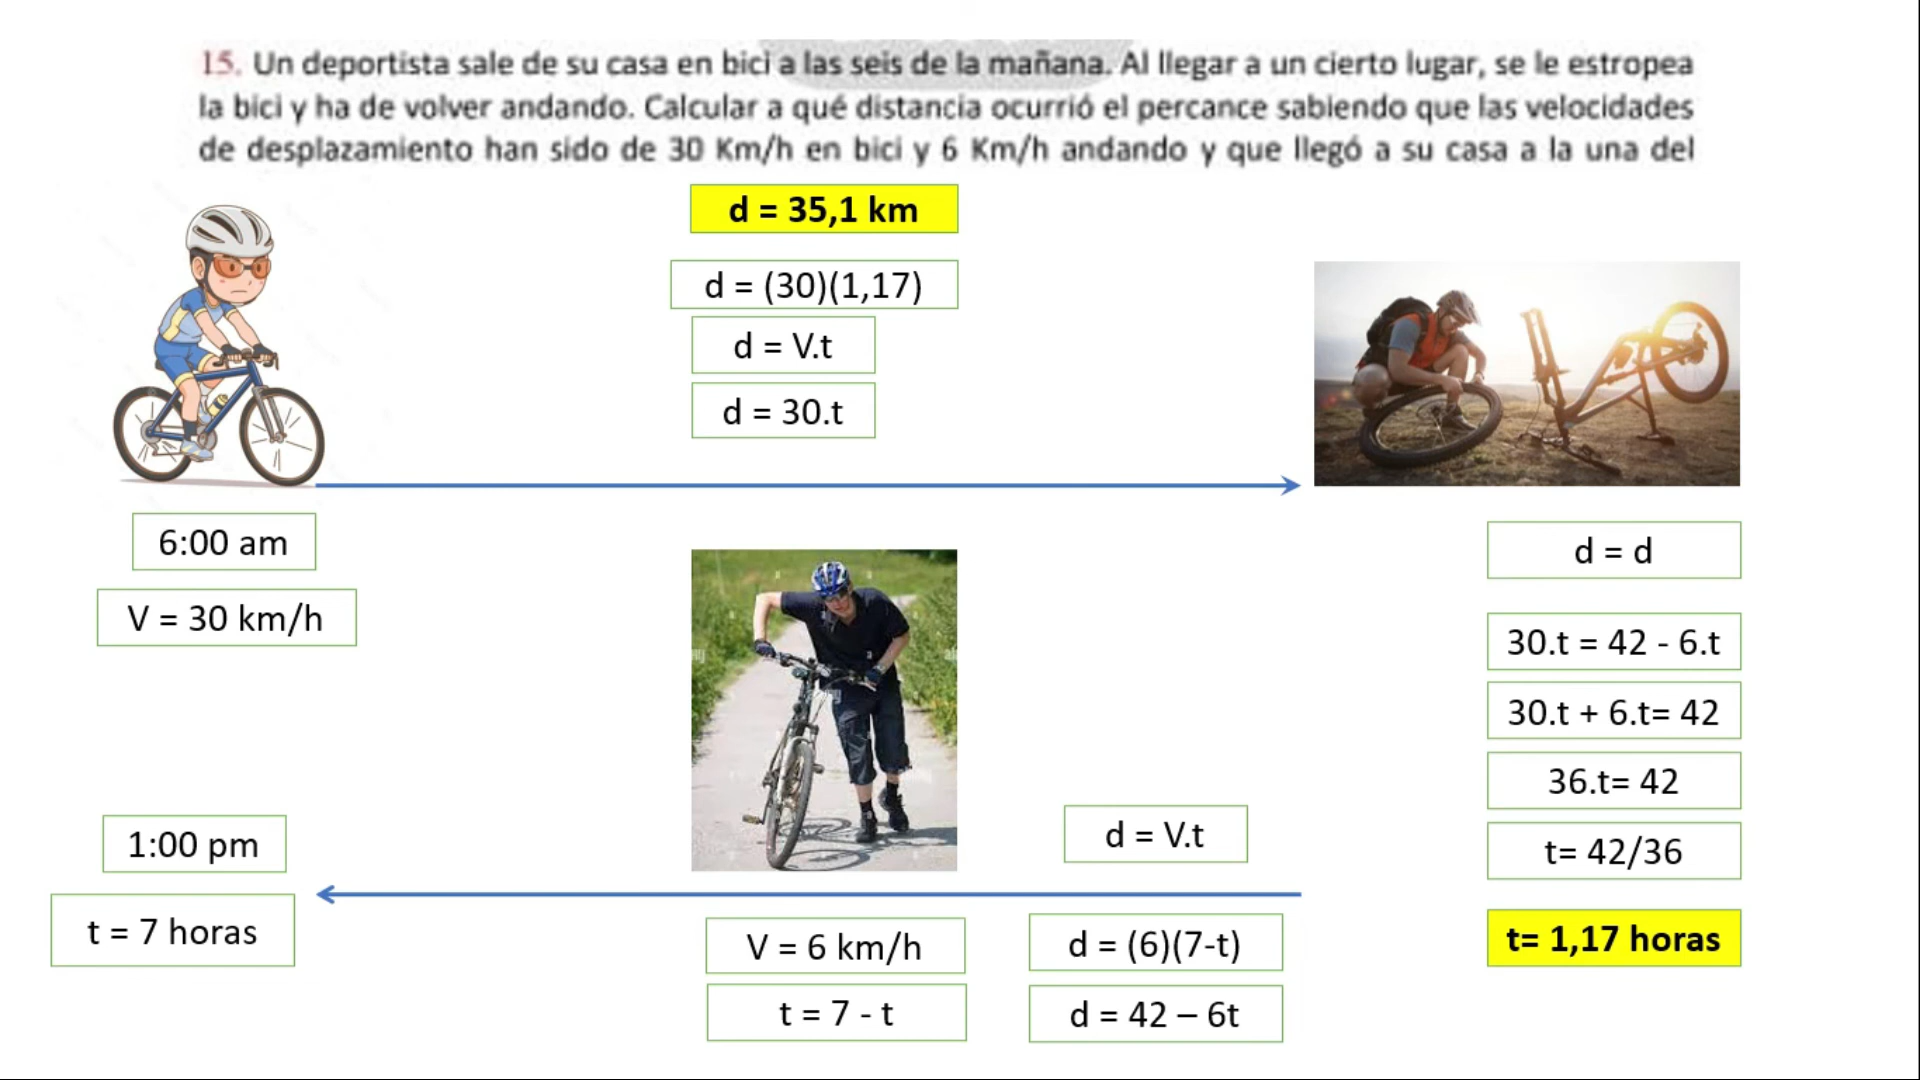 15. Un deportista sale de su casa en bici a las seis de la mañana. Al llegar a un cierto lugar, se le estropea
la bici y ha de volver andando. Calcular a qué distancia ocurrió el percance sabiendo que las velocidades
de desplazamiento han sido de 30 Km/h en bici y 6 Km/h andando y que llegó a su casa a la una del
d = 35,1 km
d = (30)(1,17)
d = V.t
d = 30.t
6:00 am
V = 30 km/h
1:00 pm
t = 7 horas
V = 6 km/h
t = 7 - t
d = V.t
d = (6)(7-t)
d = 42 – 6t
d = d
30.t = 42 - 6.t
30.t + 6.t= 42
36.t= 42
t= 42/36
t= 1,17 horas